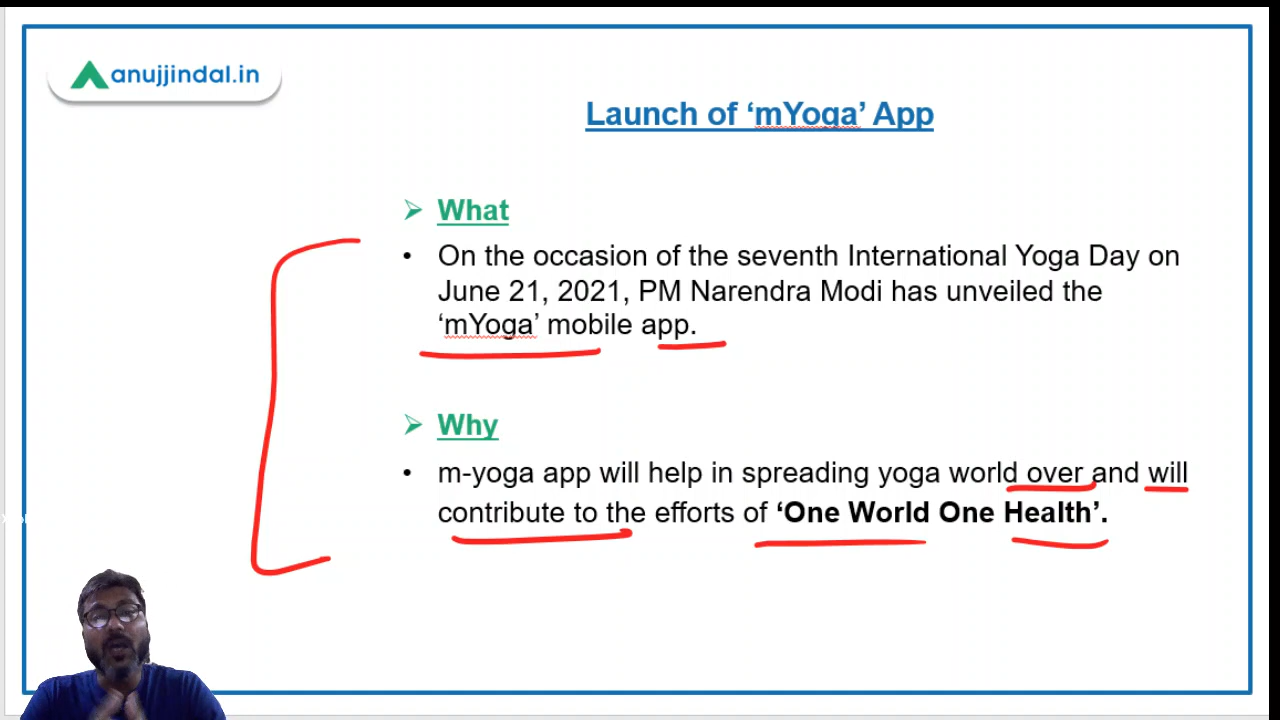 anujjindal.in
Launch of ‘mYoga’ App
➢ What
• On the occasion of the seventh International Yoga Day on
June 21, 2021, PM Narendra Modi has unveiled the
‘mYoga’ mobile app.
➢ Why
• m-yoga app will help in spreading yoga world over and will
contribute to the efforts of ‘One World One Health’.